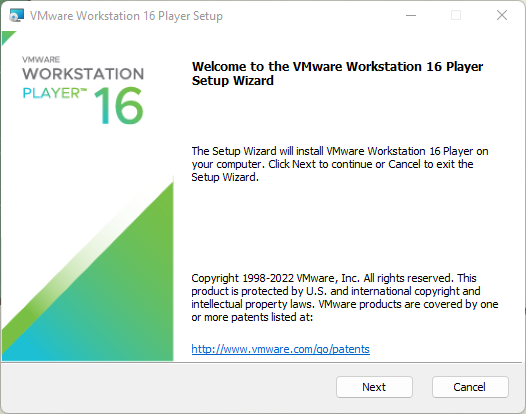 VMware Workstation 16 Player Setup
VMWARE
WORKSTATION
PLAYER™ 16
Welcome to the VMware Workstation 16 Player
Setup Wizard
The Setup Wizard will install VMware Workstation 16 Player on
your computer. Click Next to continue or Cancel to exit the
Setup Wizard.
Copyright 1998-2022 VMware, Inc. All rights reserved. This
product is protected by U.S. and international copyright and
intellectual property laws. VMware products are covered by one
or more patents listed at:
http://www.vmware.com/go/patents
Next
Cancel